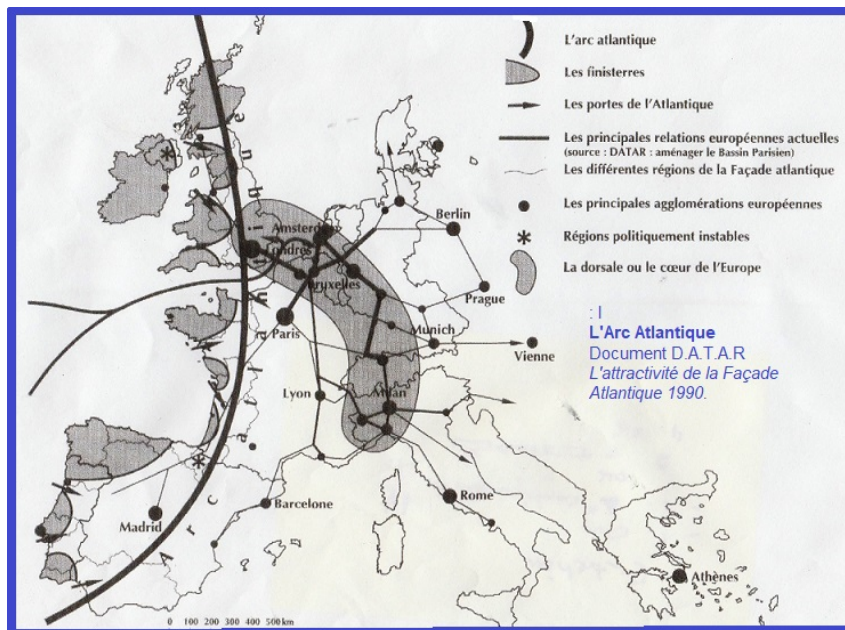 L'arc atlantique
Les finisterres
Les portes de l'Atlantique
Les principales relations européennes actuelles
(source : DATAR : aménager le Bassin Parisien)
Les différentes régions de la Façade atlantique
Les principales agglomérations européennes
Régions politiquement instables
La dorsale ou le cœur de l'Europe
: I
L'Arc Atlantique
Document D.A.T.A.R
L'attractivité de la Façade
Atlantique 1990.
Berlin
Londres
Bruxelles
Prague
Paris
Munich
Vienne
Lyon
Milan
Barcelone
Rome
Madrid
Athènes
Arc atlantique
0 100 200 300 400 500 km